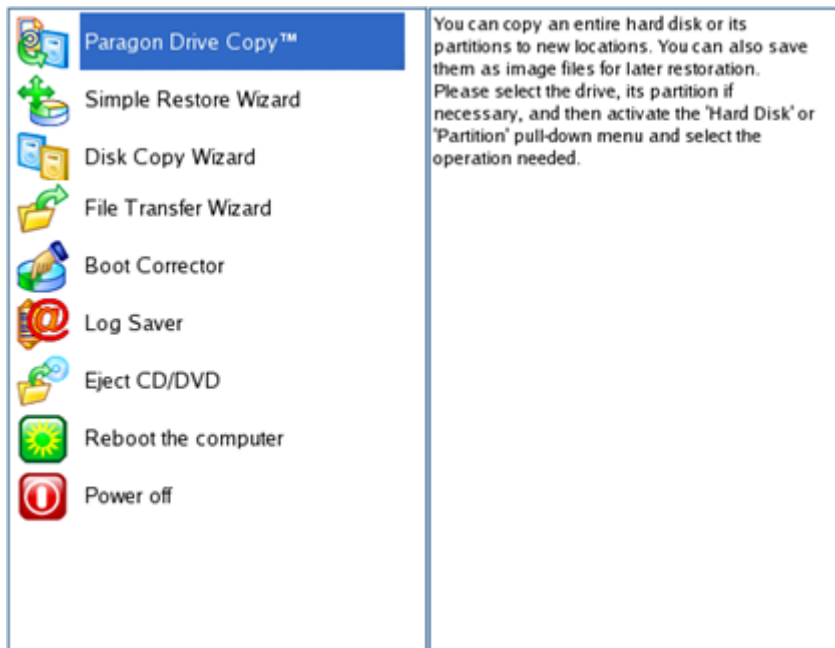 Paragon Drive Copy™
Simple Restore Wizard
Disk Copy Wizard
File Transfer Wizard
Boot Corrector
Log Saver
Eject CD/DVD
Reboot the computer
Power off
You can copy an entire hard disk or its
partitions to new locations. You can also save
them as image files for later restoration.
Please select the drive, its partition if
necessary, and then activate the 'Hard Disk' or
'Partition' pull-down menu and select the
operation needed.